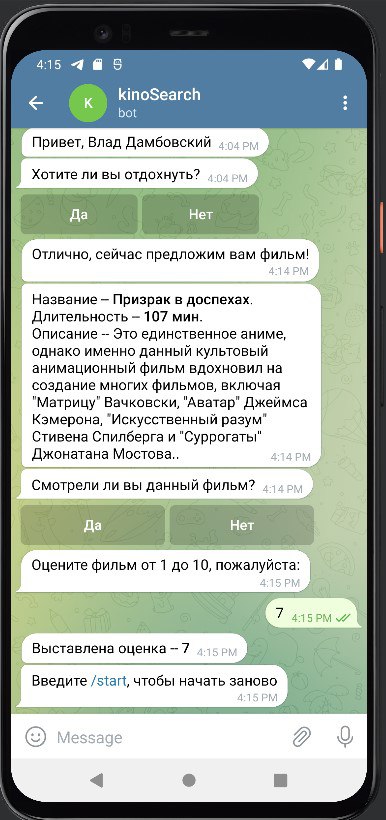 4:15
K
kinoSearch
bot
Привет, Влад Дамбовский 4:04 PM
Хотите ли вы отдохнуть? 4:04 PM
Да Нет
Отлично, сейчас предложим вам фильм!
4:14 PM
Название -- Призрак в доспехах.
Длительность -- 107 мин.
Описание -- Это единственное аниме,
однако именно данный культовый
анимационный фильм вдохновил на
создание многих фильмов, включая
"Матрицу" Вачковски, "Аватар" Джеймса
Кэмерона, "Искусственный разум"
Стивена Спилберга и "Суррогаты"
Джонатана Мостова.. 4:14 PM
Смотрели ли вы данный фильм? 4:14 PM
Да Нет
Оцените фильм от 1 до 10, пожалуйста:
4:15 PM
7 4:15 PM
Выставлена оценка -- 7 4:15 PM
Введите /start, чтобы начать заново
4:15 PM
Message